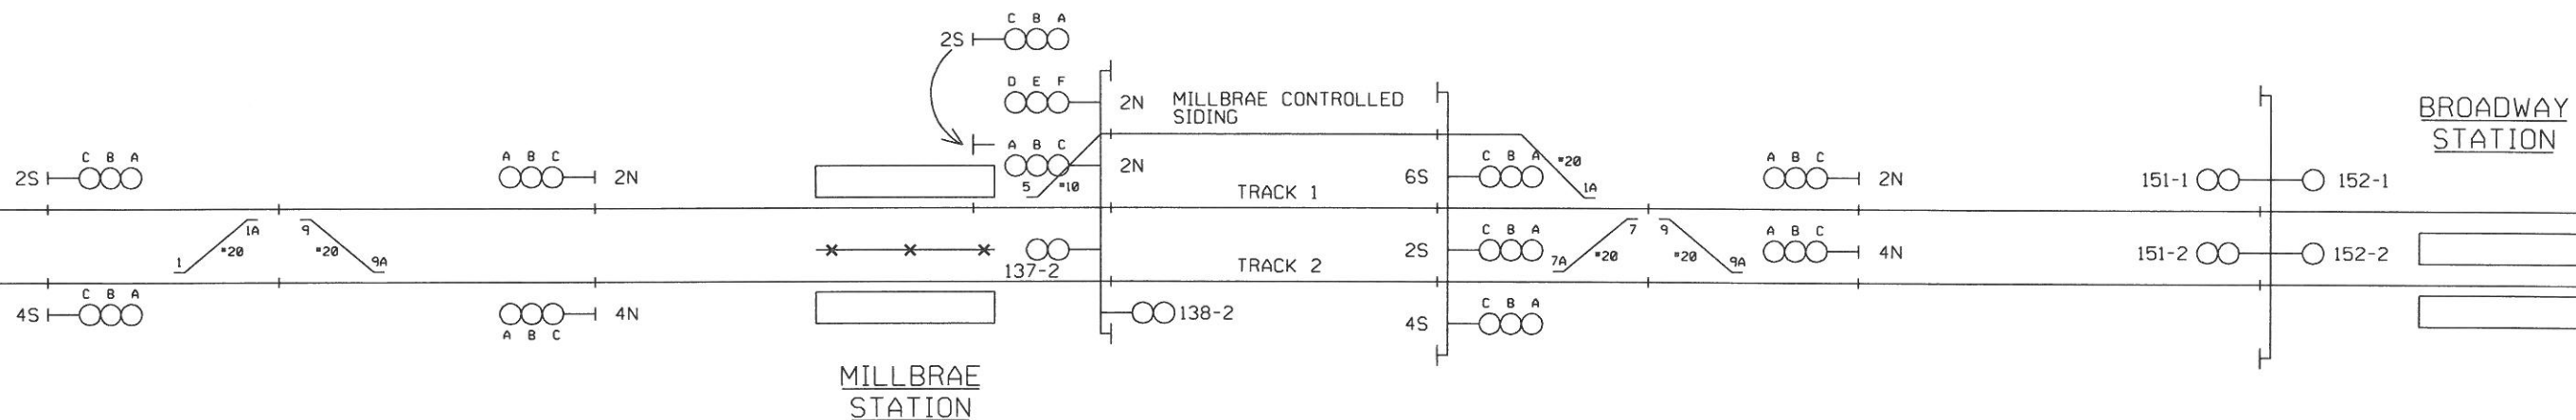 C B A
2S
D E F
2N
MILLBRAE CONTROLLED
SIDING
BROADWAY
STATION
C B A
2S
A B C
2N
A B C
2N
5
*10
6S
C B A
*20
1A
A B C
2N
151-1
152-1
TRACK 1
1
1A
*20
9
*20
9A
137-2
TRACK 2
2S
C B A
7A
7
*20
9
*20
9A
A B C
4N
151-2
152-2
C B A
4S
A B C
4N
138-2
C B A
4S
MILLBRAE
STATION